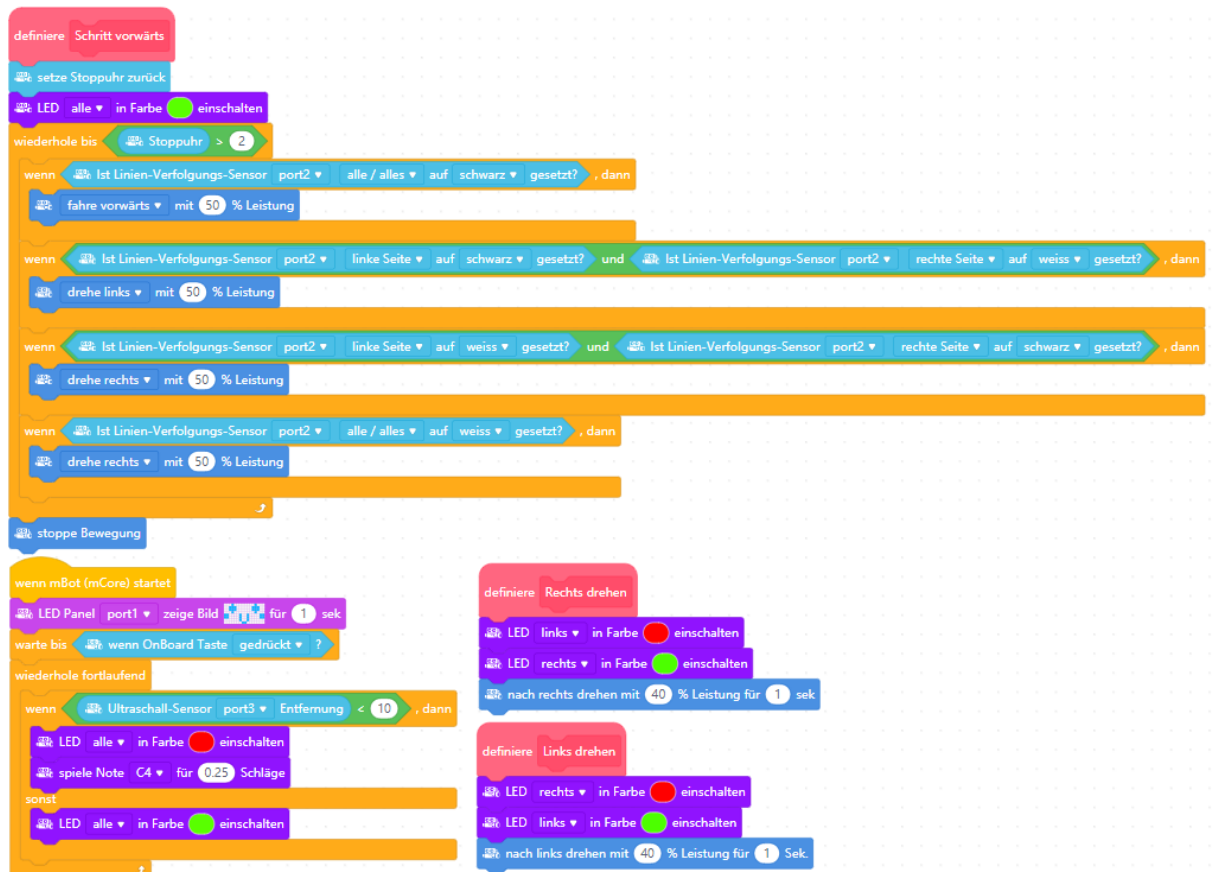 definiere Schritt vorwärts
setze Stoppuhr zurück
LED alle in Farbe einschalten
wiederhole bis Stoppuhr > 2
wenn Ist Linien-Verfolgungs-Sensor port2 alle / alles auf schwarz gesetzt? , dann
fahre vorwärts mit 50 % Leistung
wenn Ist Linien-Verfolgungs-Sensor port2 linke Seite auf schwarz gesetzt? und Ist Linien-Verfolgungs-Sensor port2 rechte Seite auf weiss gesetzt? , dann
drehe links mit 50 % Leistung
wenn Ist Linien-Verfolgungs-Sensor port2 linke Seite auf weiss gesetzt? und Ist Linien-Verfolgungs-Sensor port2 rechte Seite auf schwarz gesetzt? , dann
drehe rechts mit 50 % Leistung
wenn Ist Linien-Verfolgungs-Sensor port2 alle / alles auf weiss gesetzt? , dann
drehe rechts mit 50 % Leistung
stoppe Bewegung
wenn mBot (mCore) startet
LED Panel port1 zeige Bild für 1 sek
warte bis wenn OnBoard Taste gedrückt ?
wiederhole fortlaufend
wenn Ultraschall-Sensor port3 Entfernung < 10 , dann
LED alle in Farbe einschalten
spiele Note C4 für 0.25 Schläge
sonst
LED alle in Farbe einschalten
definiere Rechts drehen
LED links in Farbe einschalten
LED rechts in Farbe einschalten
nach rechts drehen mit 40 % Leistung für 1 sek
definiere Links drehen
LED rechts in Farbe einschalten
LED links in Farbe einschalten
nach links drehen mit 40 % Leistung für 1 Sek.